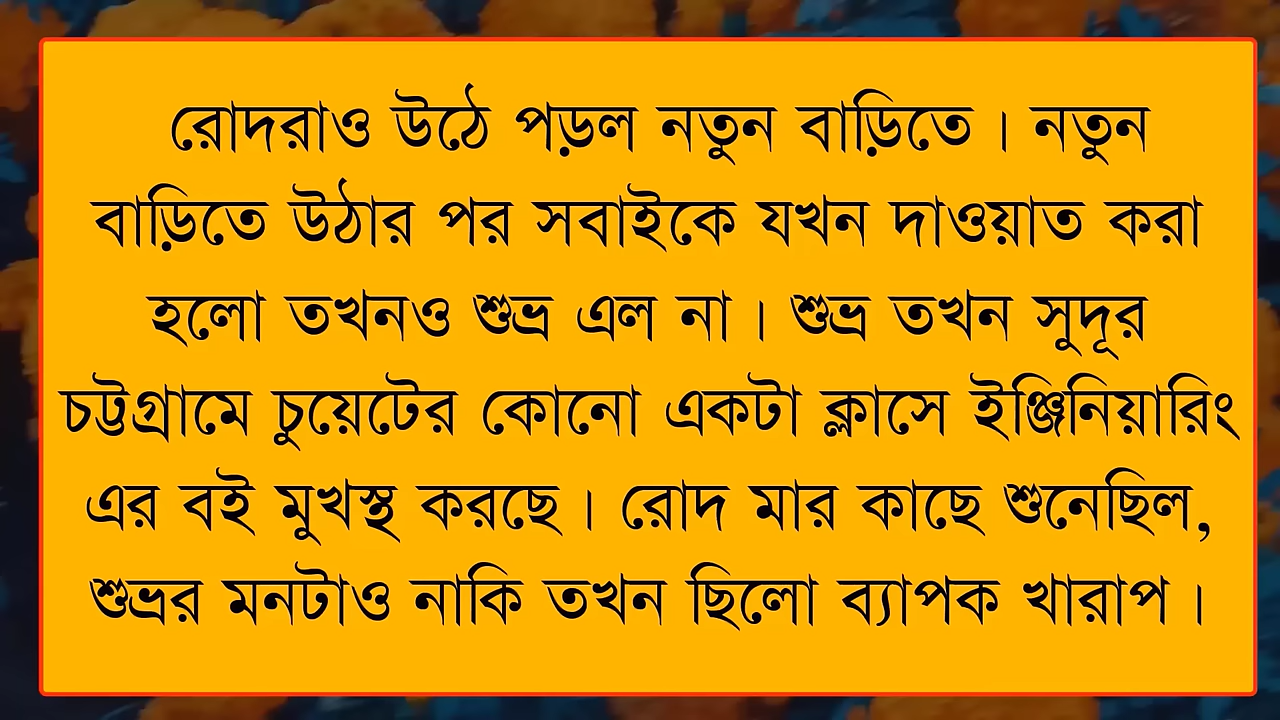 রোদরাও উঠে পড়ল নতুন বাড়িতে । নতুন
বাড়িতে উঠার পর সবাইকে যখন দাওয়াত করা
হলো তখনও শুভ্র এল না । শুভ্র তখন সুদূর
চট্টগ্রামে চুয়েটের কোনো একটা ক্লাসে ইঞ্জিনিয়ারিং
এর বই মুখস্থ করছে । রোদ মার কাছে শুনেছিল,
শুভ্রর মনটাও নাকি তখন ছিলো ব্যাপক খারাপ ।